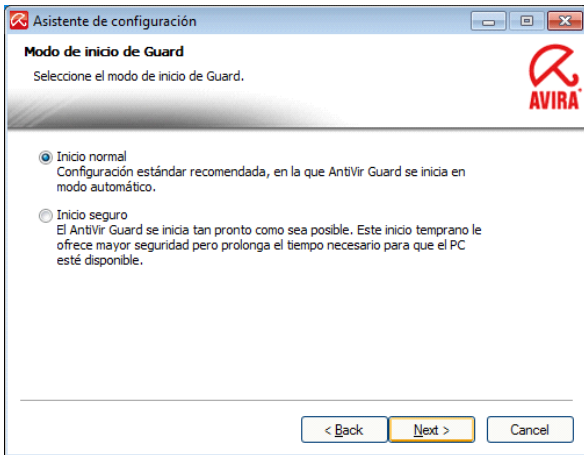 Asistente de configuración
Modo de inicio de Guard
Seleccione el modo de inicio de Guard.
AVIRA
Inicio normal
Configuración estándar recomendada, en la que AntiVir Guard se inicia en
modo automático.
Inicio seguro
El AntiVir Guard se inicia tan pronto como sea posible. Este inicio temprano le
ofrece mayor seguridad pero prolonga el tiempo necesario para que el PC
esté disponible.
< Back
Next >
Cancel